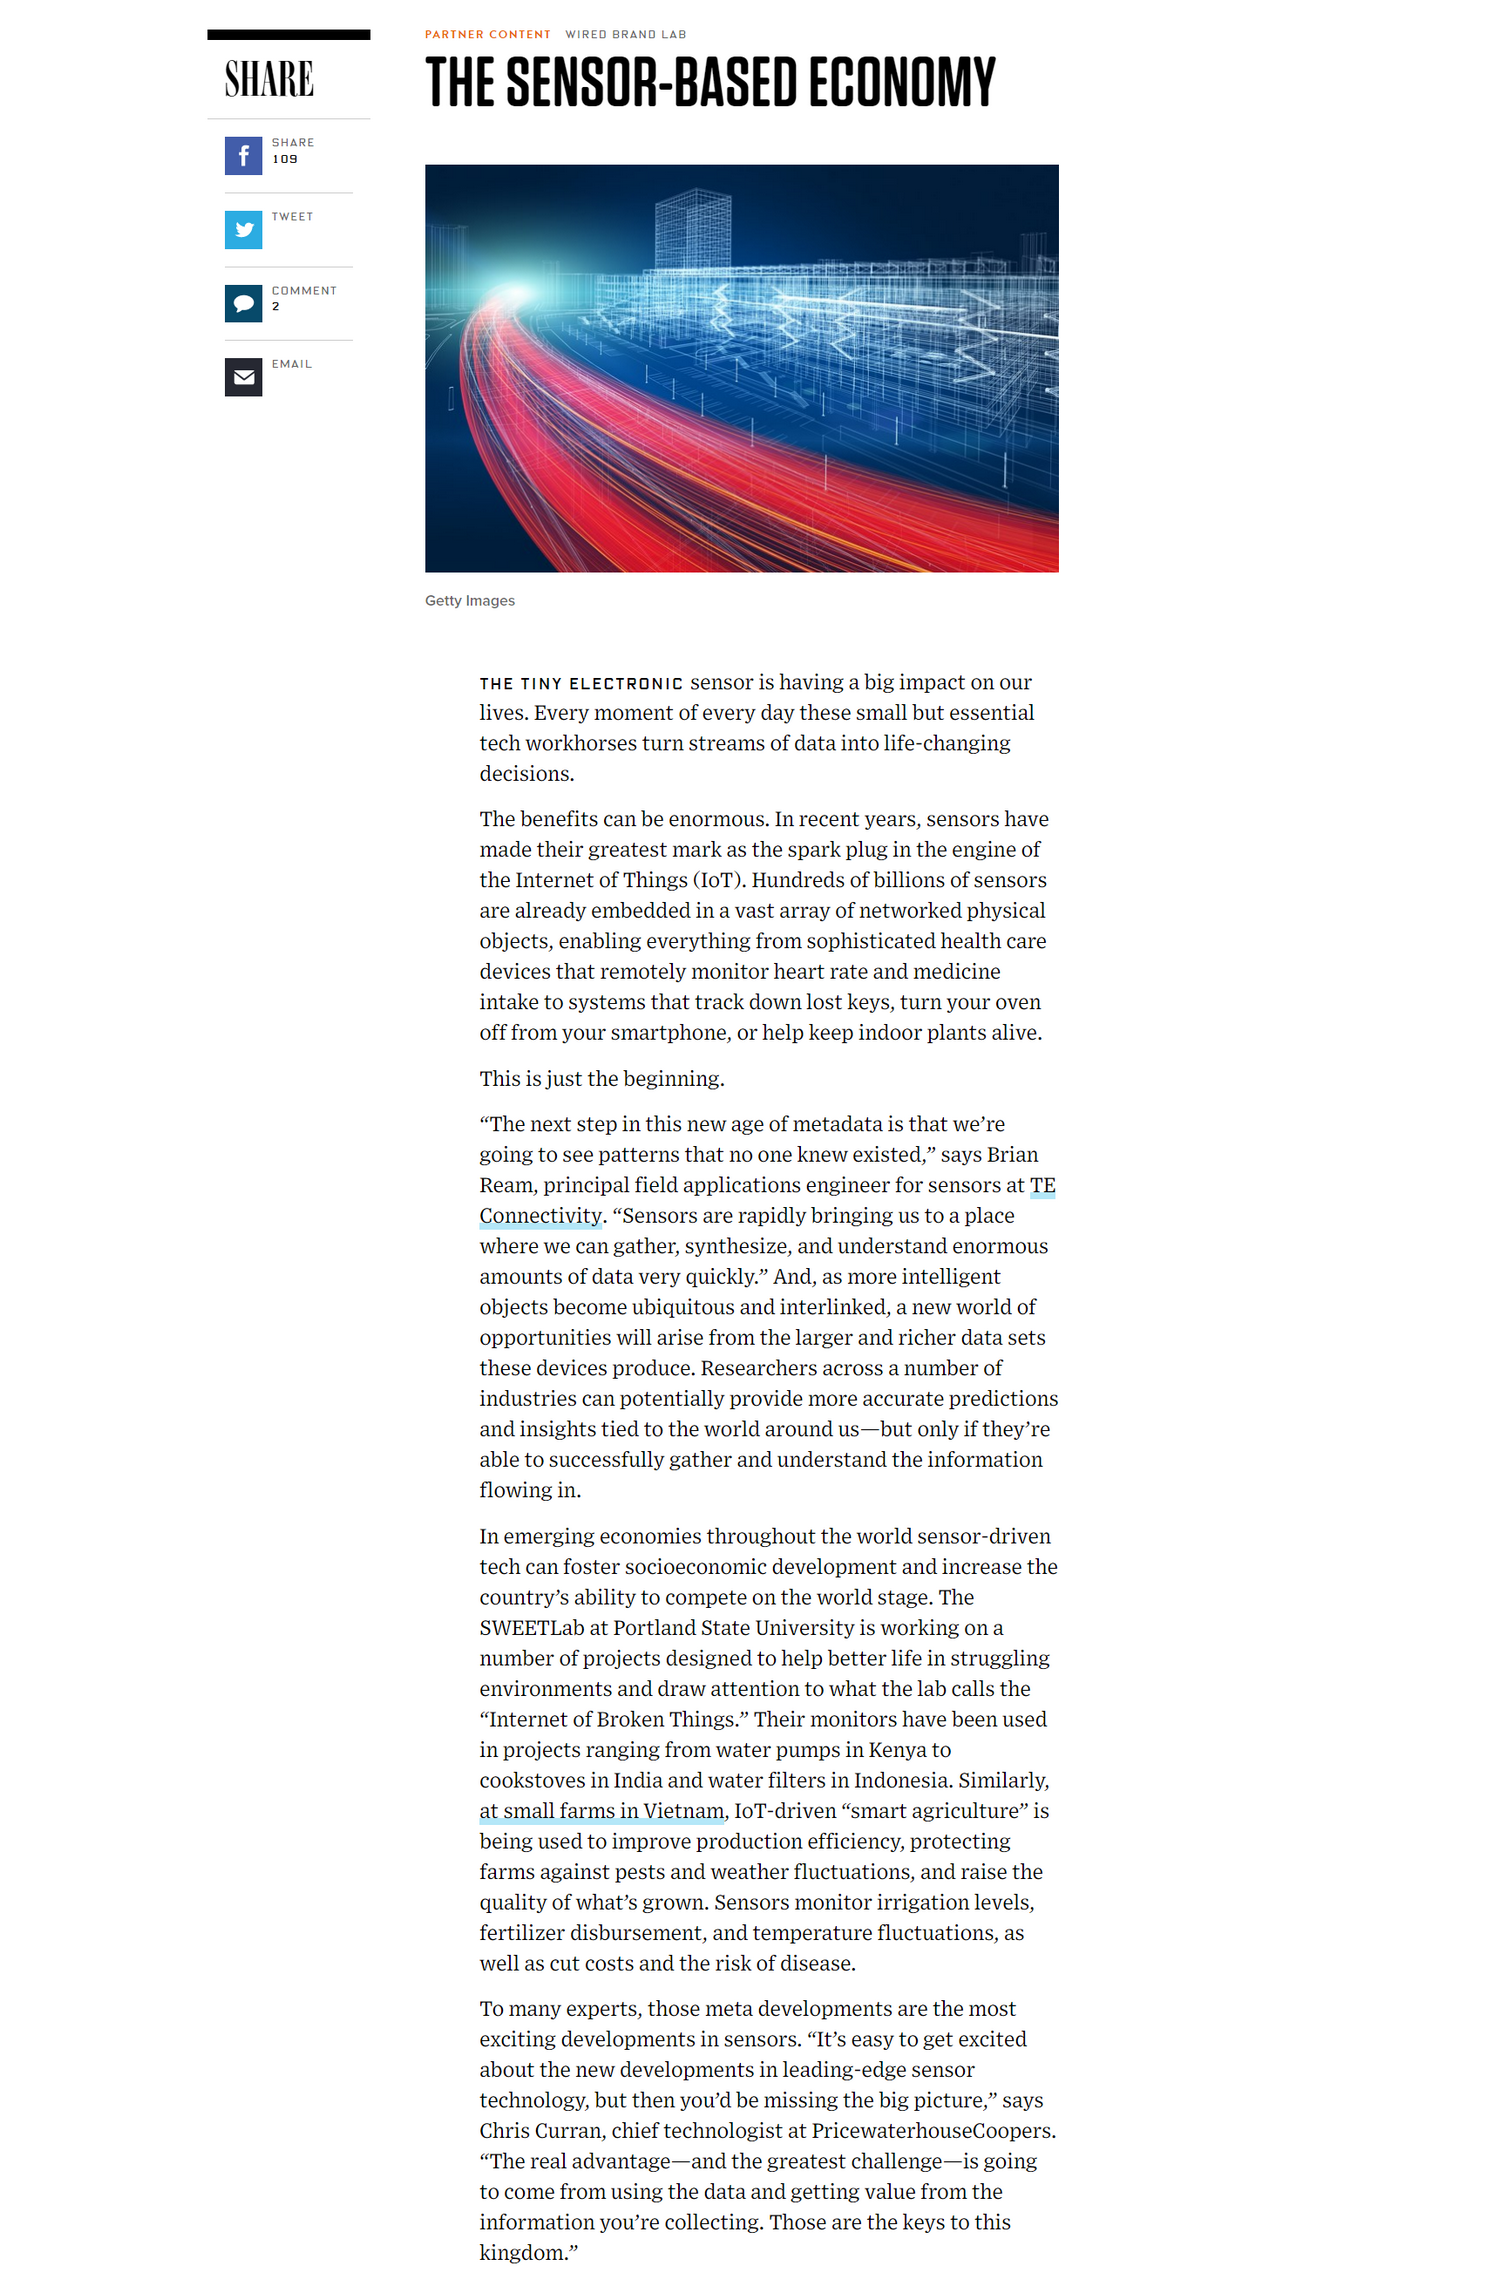 SHARE
SHARE
109
TWEET
COMMENT
2
EMAIL
PARTNER CONTENT WIRED BRAND LAB
THE SENSOR-BASED ECONOMY
Getty Images
THE TINY ELECTRONIC sensor is having a big impact on our
lives. Every moment of every day these small but essential
tech workhorses turn streams of data into life-changing
decisions.
The benefits can be enormous. In recent years, sensors have
made their greatest mark as the spark plug in the engine of
the Internet of Things (IoT). Hundreds of billions of sensors
are already embedded in a vast array of networked physical
objects, enabling everything from sophisticated health care
devices that remotely monitor heart rate and medicine
intake to systems that track down lost keys, turn your oven
off from your smartphone, or help keep indoor plants alive.
This is just the beginning.
“The next step in this new age of metadata is that we’re
going to see patterns that no one knew existed,” says Brian
Ream, principal field applications engineer for sensors at TE
Connectivity. “Sensors are rapidly bringing us to a place
where we can gather, synthesize, and understand enormous
amounts of data very quickly.” And, as more intelligent
objects become ubiquitous and interlinked, a new world of
opportunities will arise from the larger and richer data sets
these devices produce. Researchers across a number of
industries can potentially provide more accurate predictions
and insights tied to the world around us—but only if they’re
able to successfully gather and understand the information
flowing in.
In emerging economies throughout the world sensor-driven
tech can foster socioeconomic development and increase the
country’s ability to compete on the world stage. The
SWEETLab at Portland State University is working on a
number of projects designed to help better life in struggling
environments and draw attention to what the lab calls the
“Internet of Broken Things.” Their monitors have been used
in projects ranging from water pumps in Kenya to
cookstoves in India and water filters in Indonesia. Similarly,
at small farms in Vietnam, IoT-driven “smart agriculture” is
being used to improve production efficiency, protecting
farms against pests and weather fluctuations, and raise the
quality of what’s grown. Sensors monitor irrigation levels,
fertilizer disbursement, and temperature fluctuations, as
well as cut costs and the risk of disease.
To many experts, those meta developments are the most
exciting developments in sensors. “It’s easy to get excited
about the new developments in leading-edge sensor
technology, but then you’d be missing the big picture,” says
Chris Curran, chief technologist at PricewaterhouseCoopers.
“The real advantage—and the greatest challenge—is going
to come from using the data and getting value from the
information you’re collecting. Those are the keys to this
kingdom.”